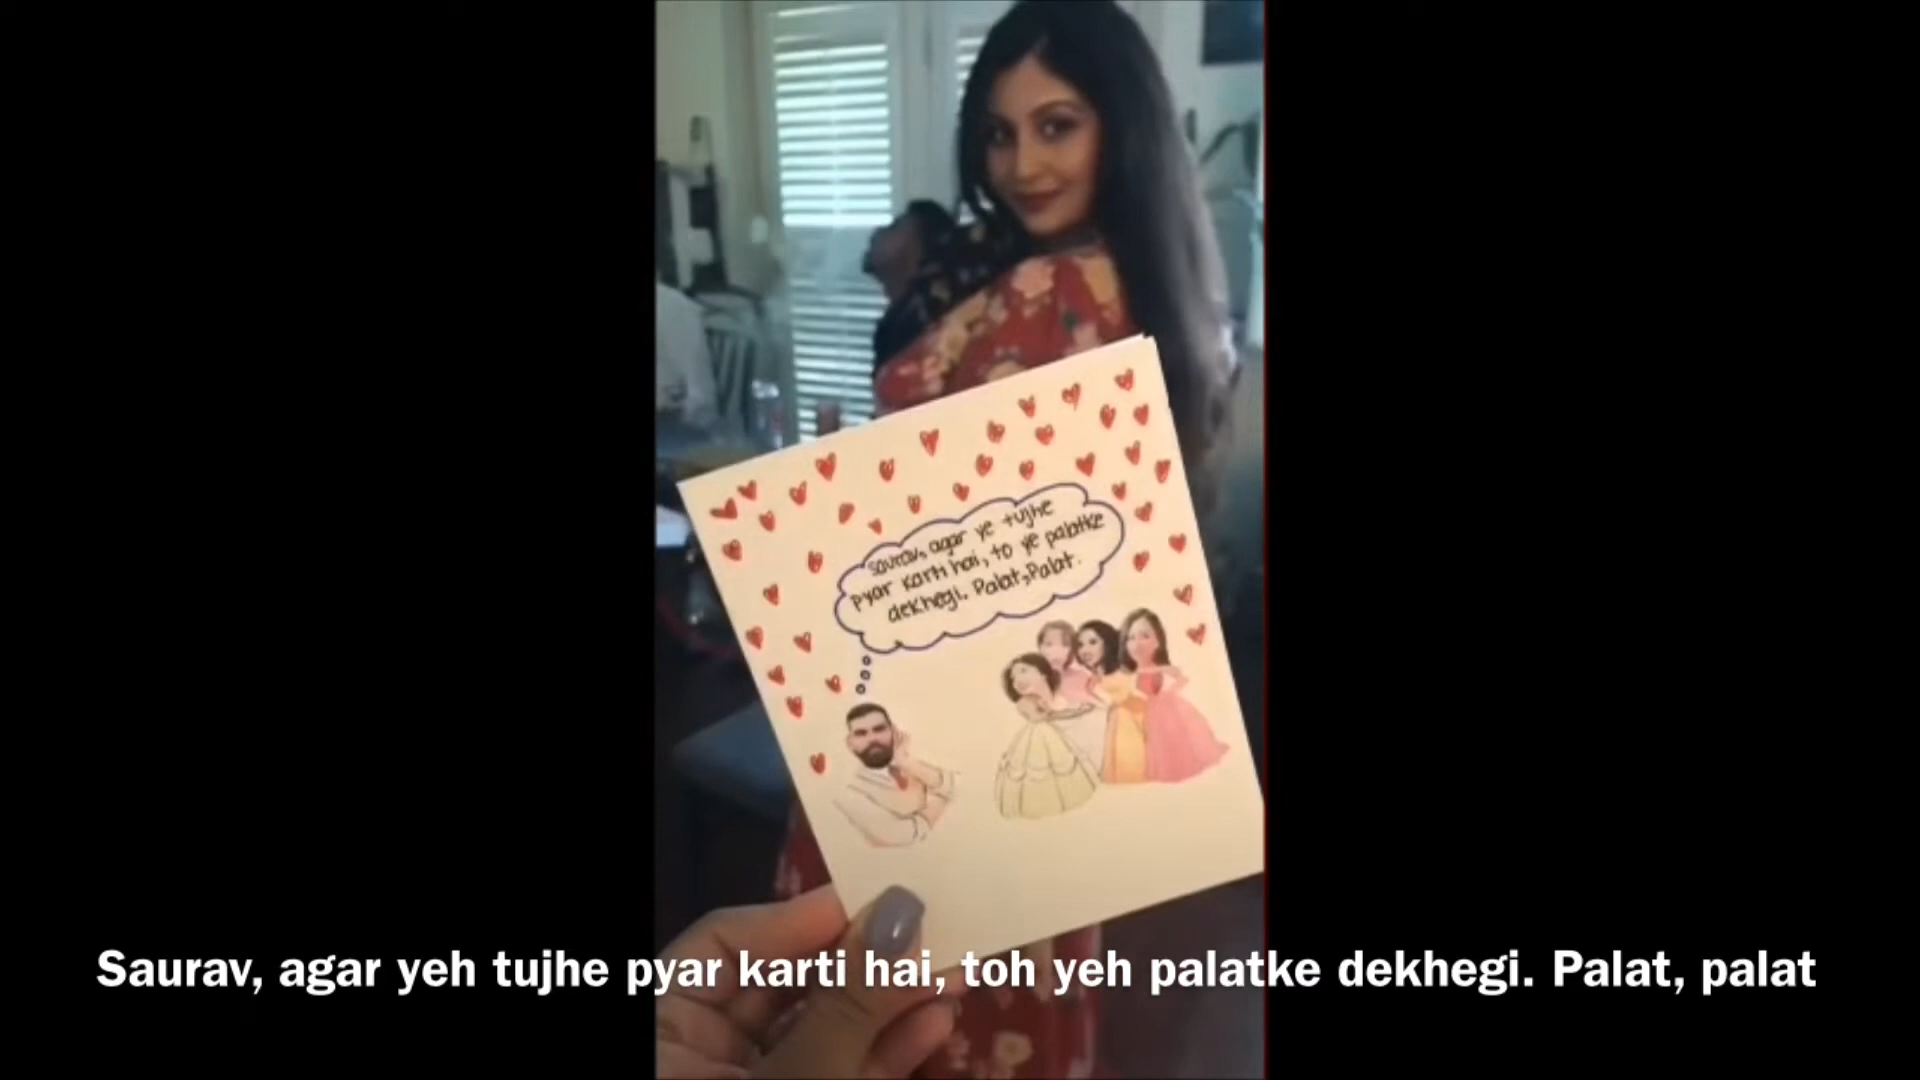 saurav, agar ye tujhe
pyar karti hai, to ye palatke
dekhegi. Palat, Palat.
Saurav, agar yeh tujhe pyar karti hai, toh yeh palatke dekhegi. Palat, palat